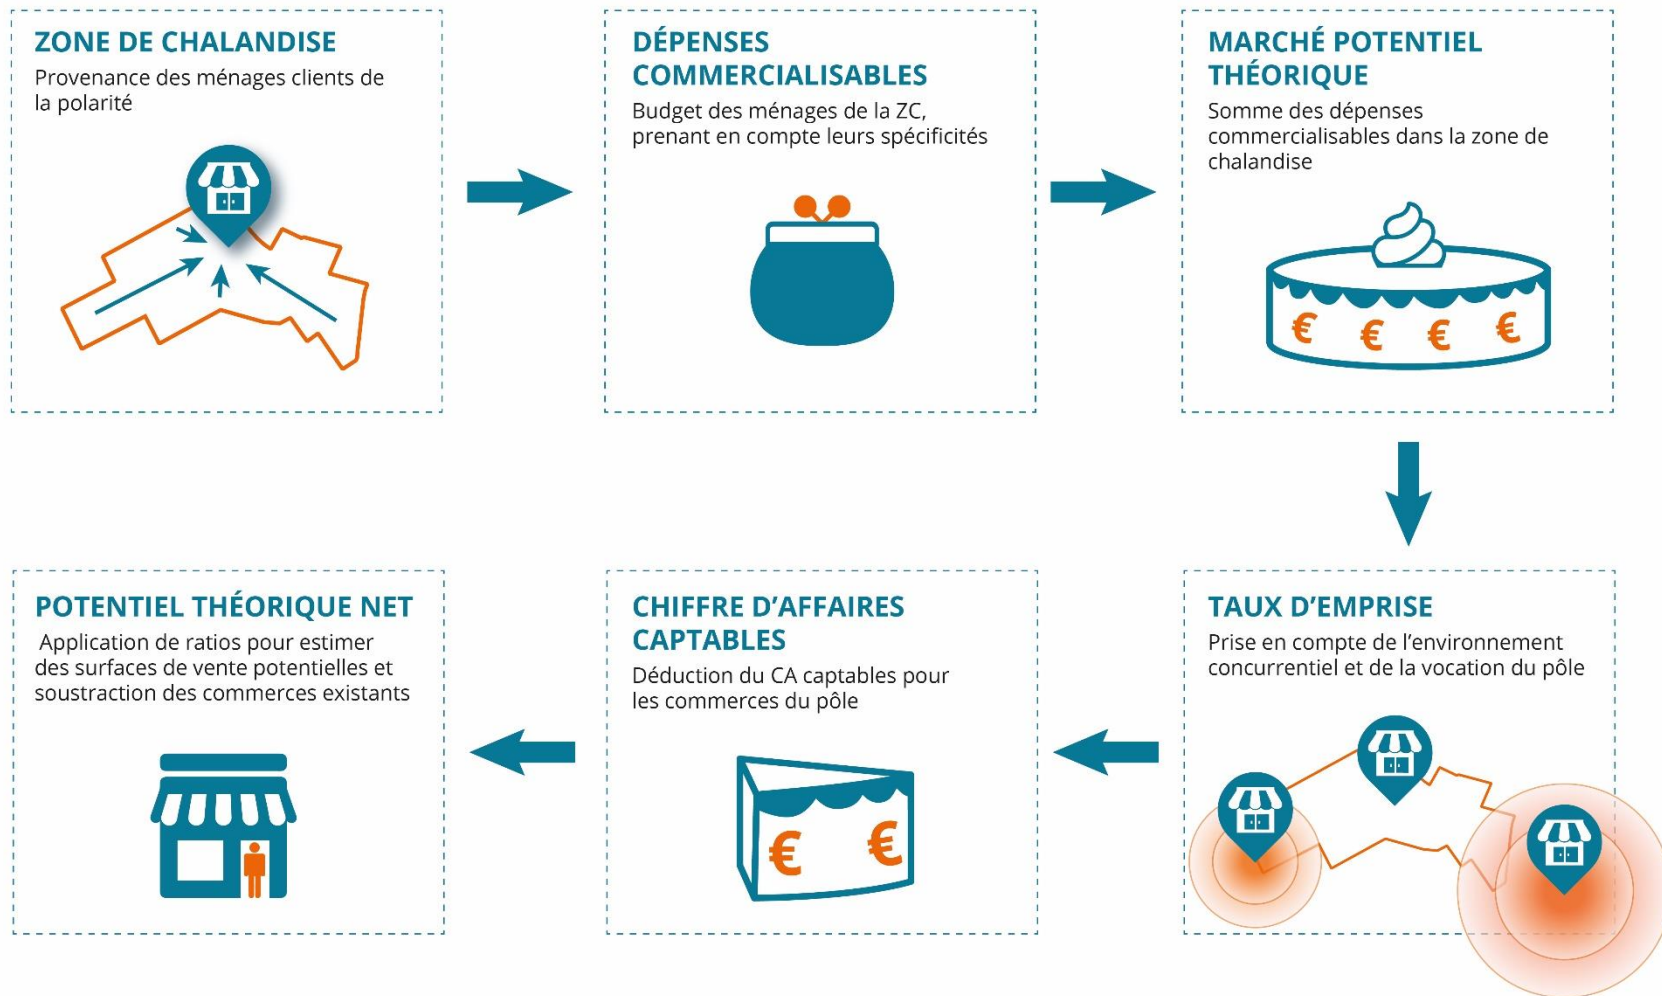 ZONE DE CHALANDISE
Provenance des ménages clients de
la polarité
DÉPENSES
COMMERCIALISABLES
Budget des ménages de la ZC,
prenant en compte leurs spécificités
MARCHÉ POTENTIEL
THÉORIQUE
Somme des dépenses
commercialisables dans la zone de
chalandise
€ € € €
TAUX D'EMPRISE
Prise en compte de l'environnement
concurrentiel et de la vocation du pôle
CHIFFRE D'AFFAIRES
CAPTABLES
Déduction du CA captables pour
les commerces du pôle
€ €
POTENTIEL THÉORIQUE NET
Application de ratios pour estimer
des surfaces de vente potentielles et
soustraction des commerces existants